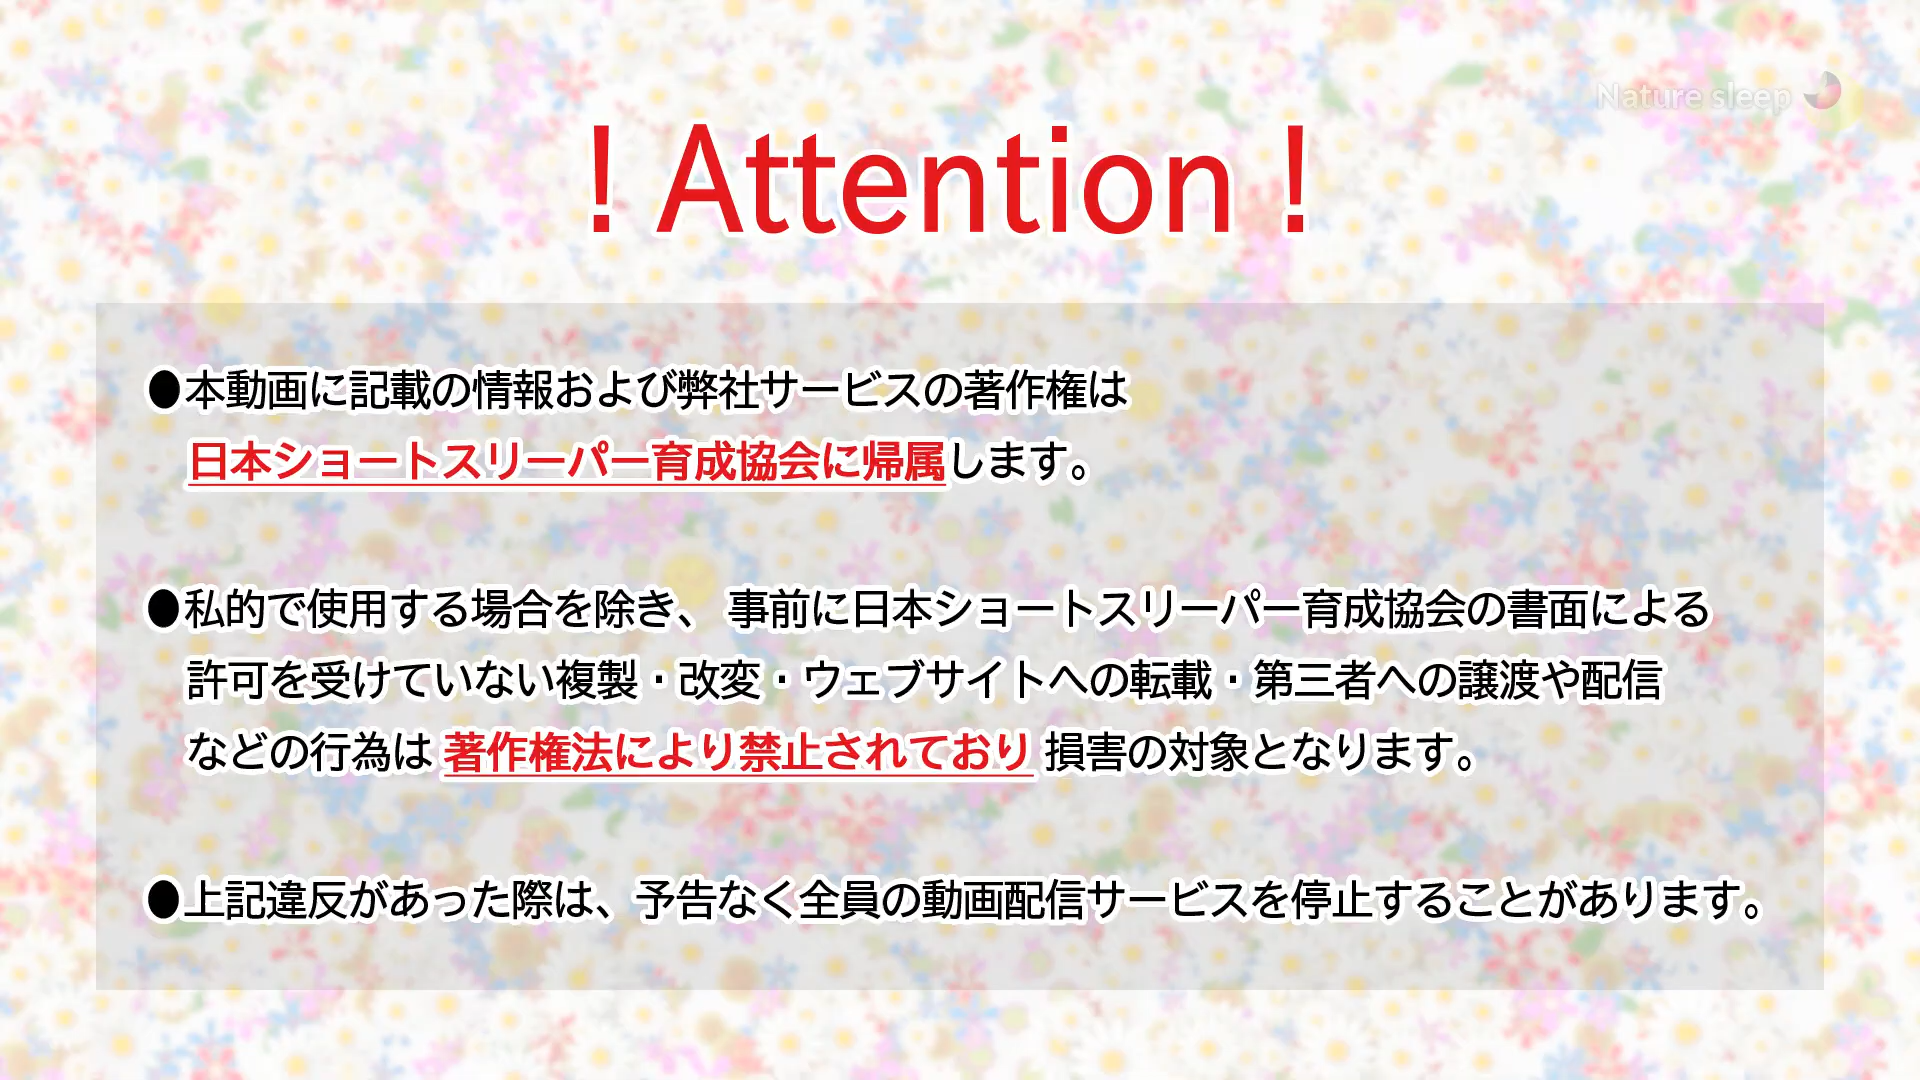 Nature sleep
! Attention !
●本動画に記載の情報および弊社サービスの著作権は
日本ショートスリーパー育成協会に帰属します。
●私的で使用する場合を除き、 事前に日本ショートスリーパー育成協会の書面による
許可を受けていない複製・改変・ウェブサイトへの転載・第三者への譲渡や配信
などの行為は 著作権法により禁止されており 損害の対象となります。
●上記違反があった際は、予告なく全員の動画配信サービスを停止することがあります。